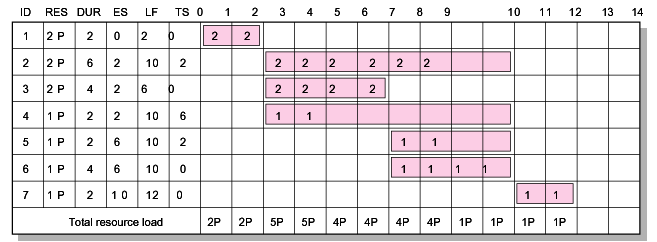 ID RES DUR ES LF TS 0 1 2 3 4 5 6 7 8 9 10 11 12 13 14
1 2 P 2 0 2 0 2 2
2 2 P 6 2 10 2 2 2 2 2 2 2
3 2 P 4 2 6 0 2 2 2 2
4 1 P 2 2 10 6 1 1
5 1 P 2 6 10 2 1 1
6 1 P 4 6 10 0 1 1 1 1
7 1 P 2 1 0 12 0 1 1
Total resource load 2P 2P 5P 5P 4P 4P 4P 4P 1P 1P 1P 1P